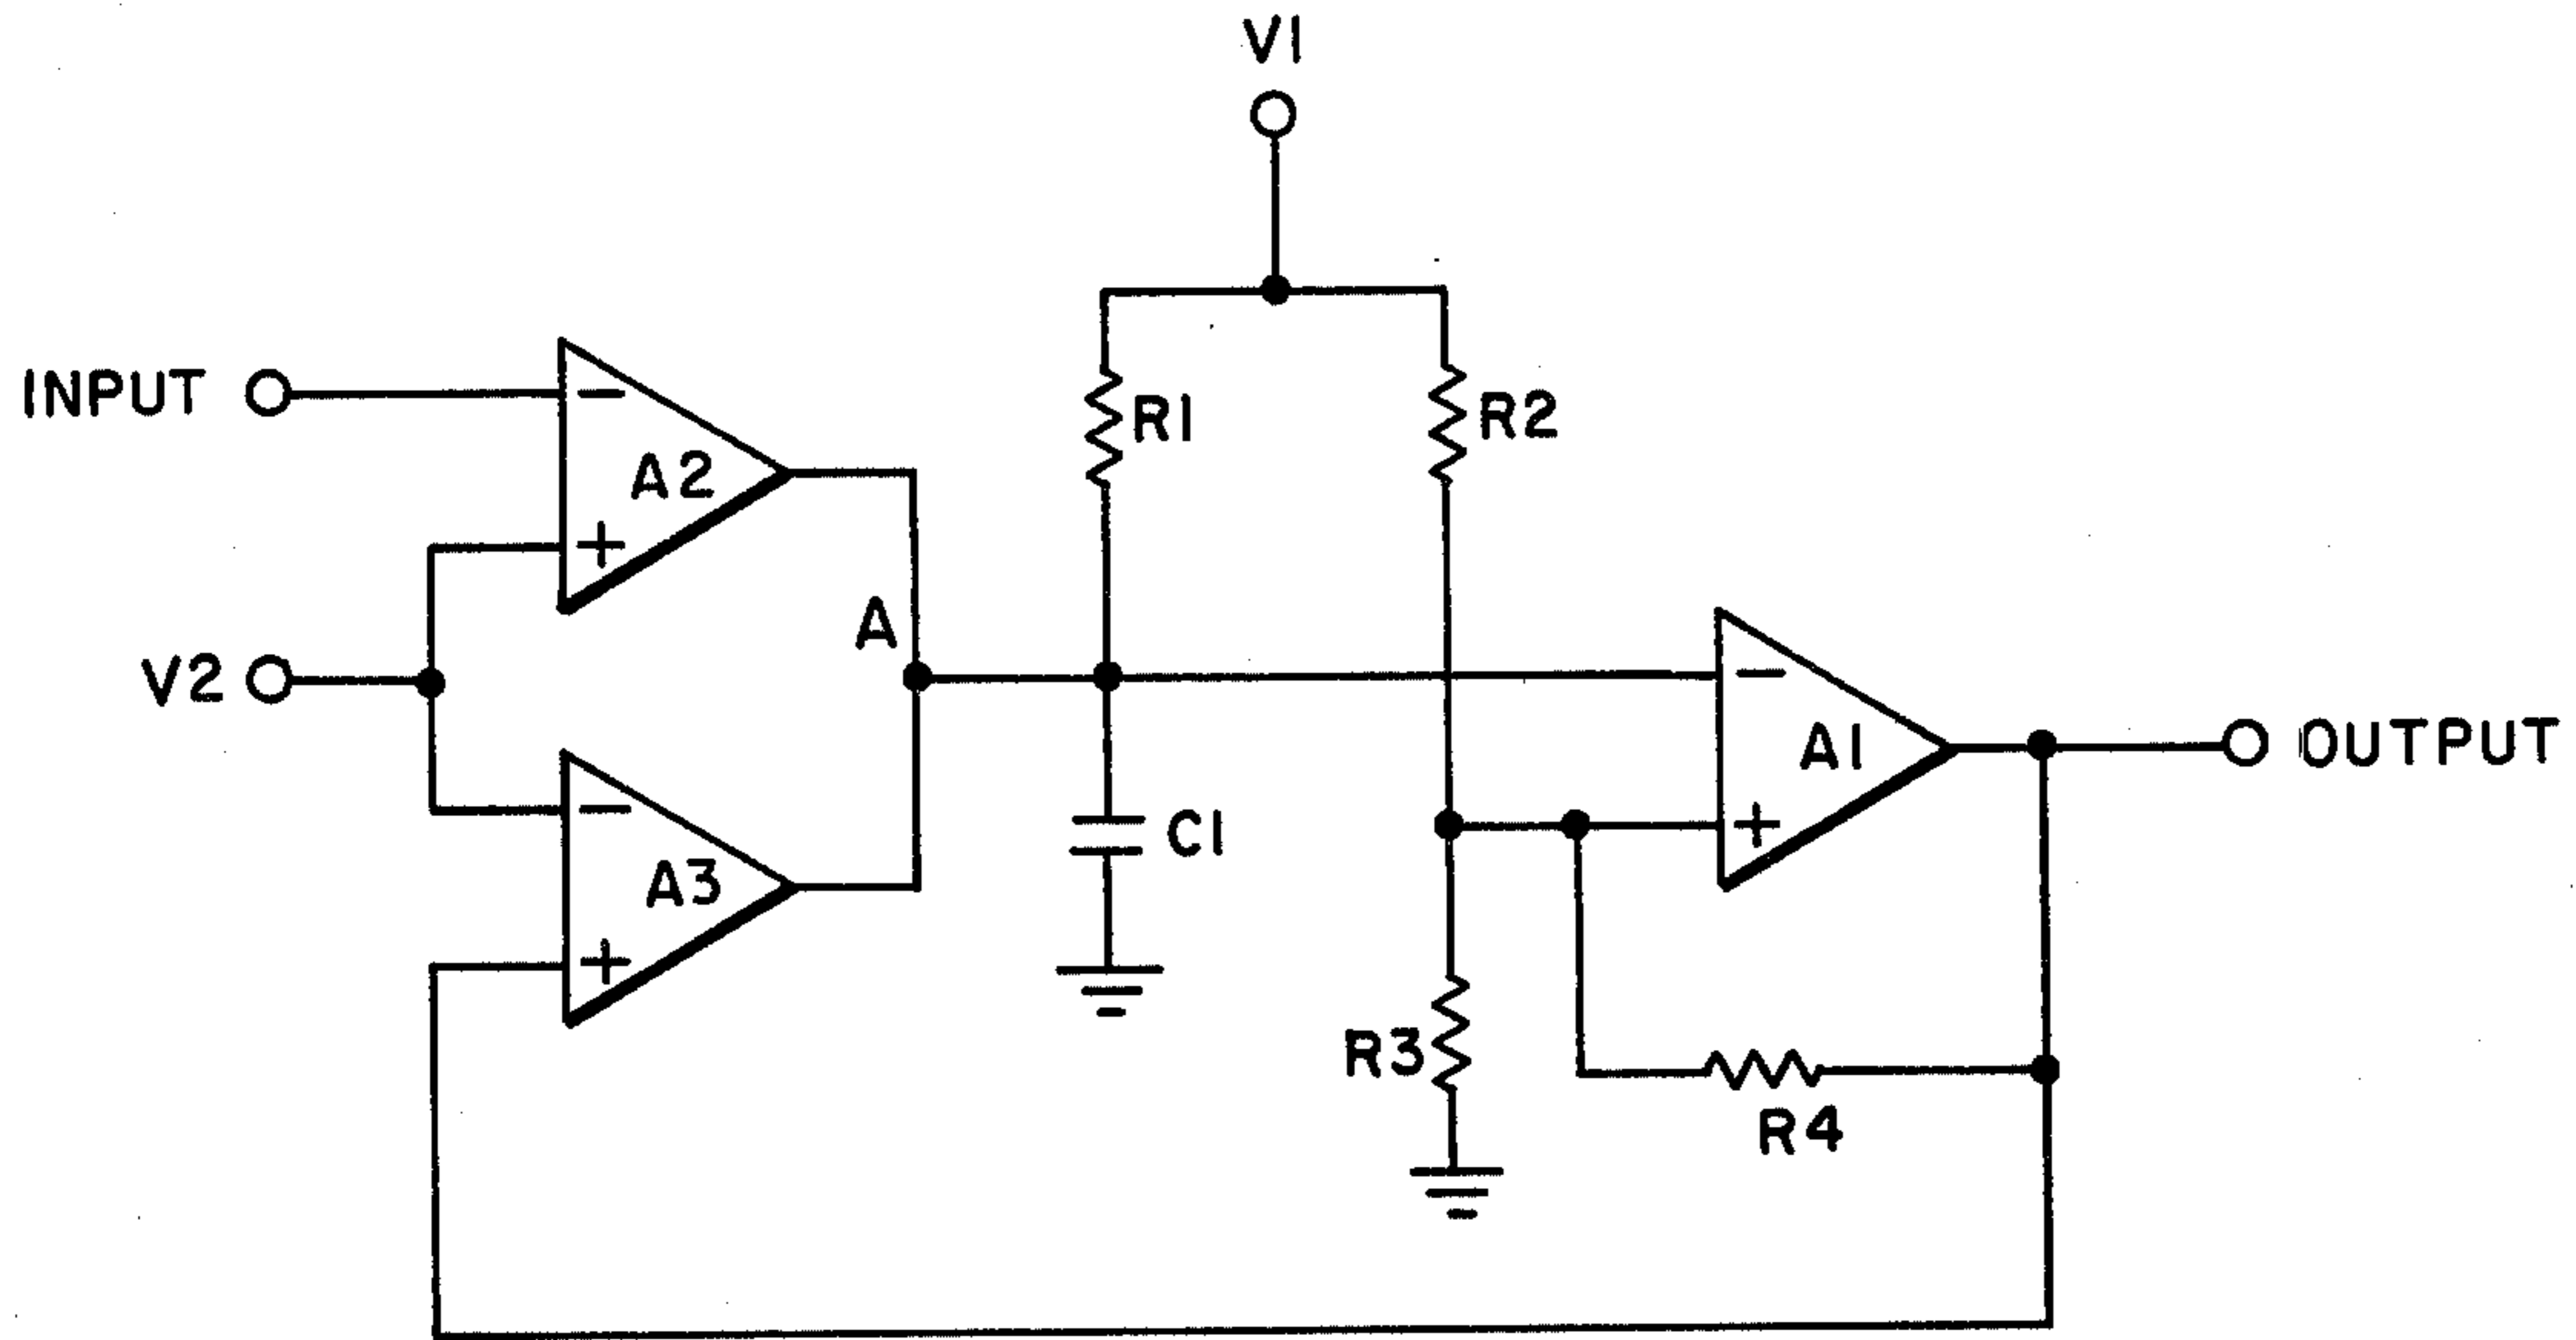 V1
INPUT
−
A2
+
R1
R2
A
V2
−
A3
+
C1
−
A1
+
OUTPUT
R3
R4